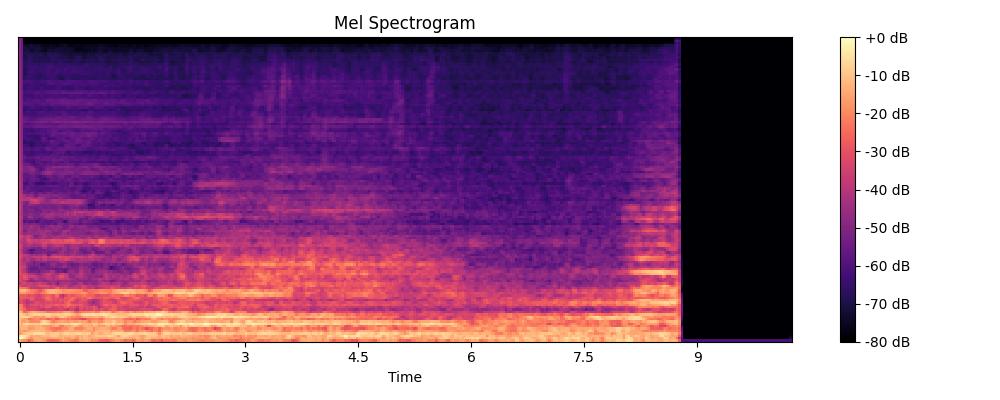 Mel Spectrogram
+0 dB
-10 dB
-20 dB
-30 dB
-40 dB
-50 dB
-60 dB
-70 dB
-80 dB
0 1.5 3 4.5 6 7.5 9
Time